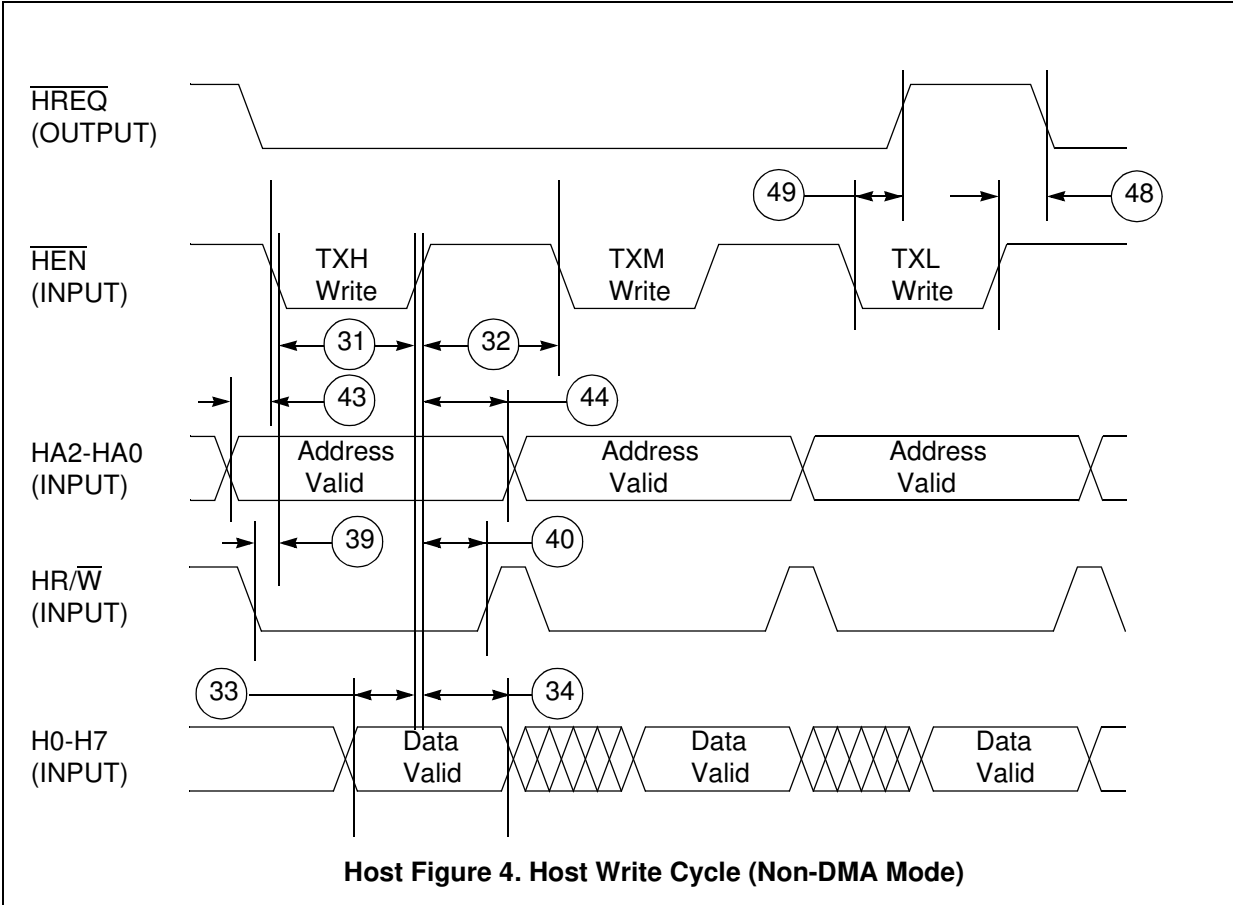 H̅R̅E̅Q̅
(OUTPUT)
49
48
H̅E̅N̅
(INPUT)
TXH
Write
TXM
Write
TXL
Write
31
32
43
44
HA2-HA0
(INPUT)
Address
Valid
Address
Valid
Address
Valid
39
40
HR/W̅
(INPUT)
33
34
H0-H7
(INPUT)
Data
Valid
Data
Valid
Data
Valid
Host Figure 4. Host Write Cycle (Non-DMA Mode)